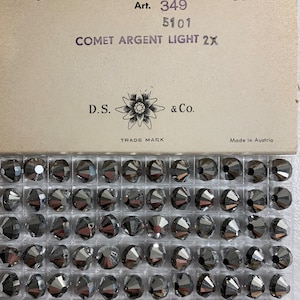 Art. 349
5101
COMET ARGENT LIGHT 2X
D.S. & Co.
TRADE MARK
Made in Austria